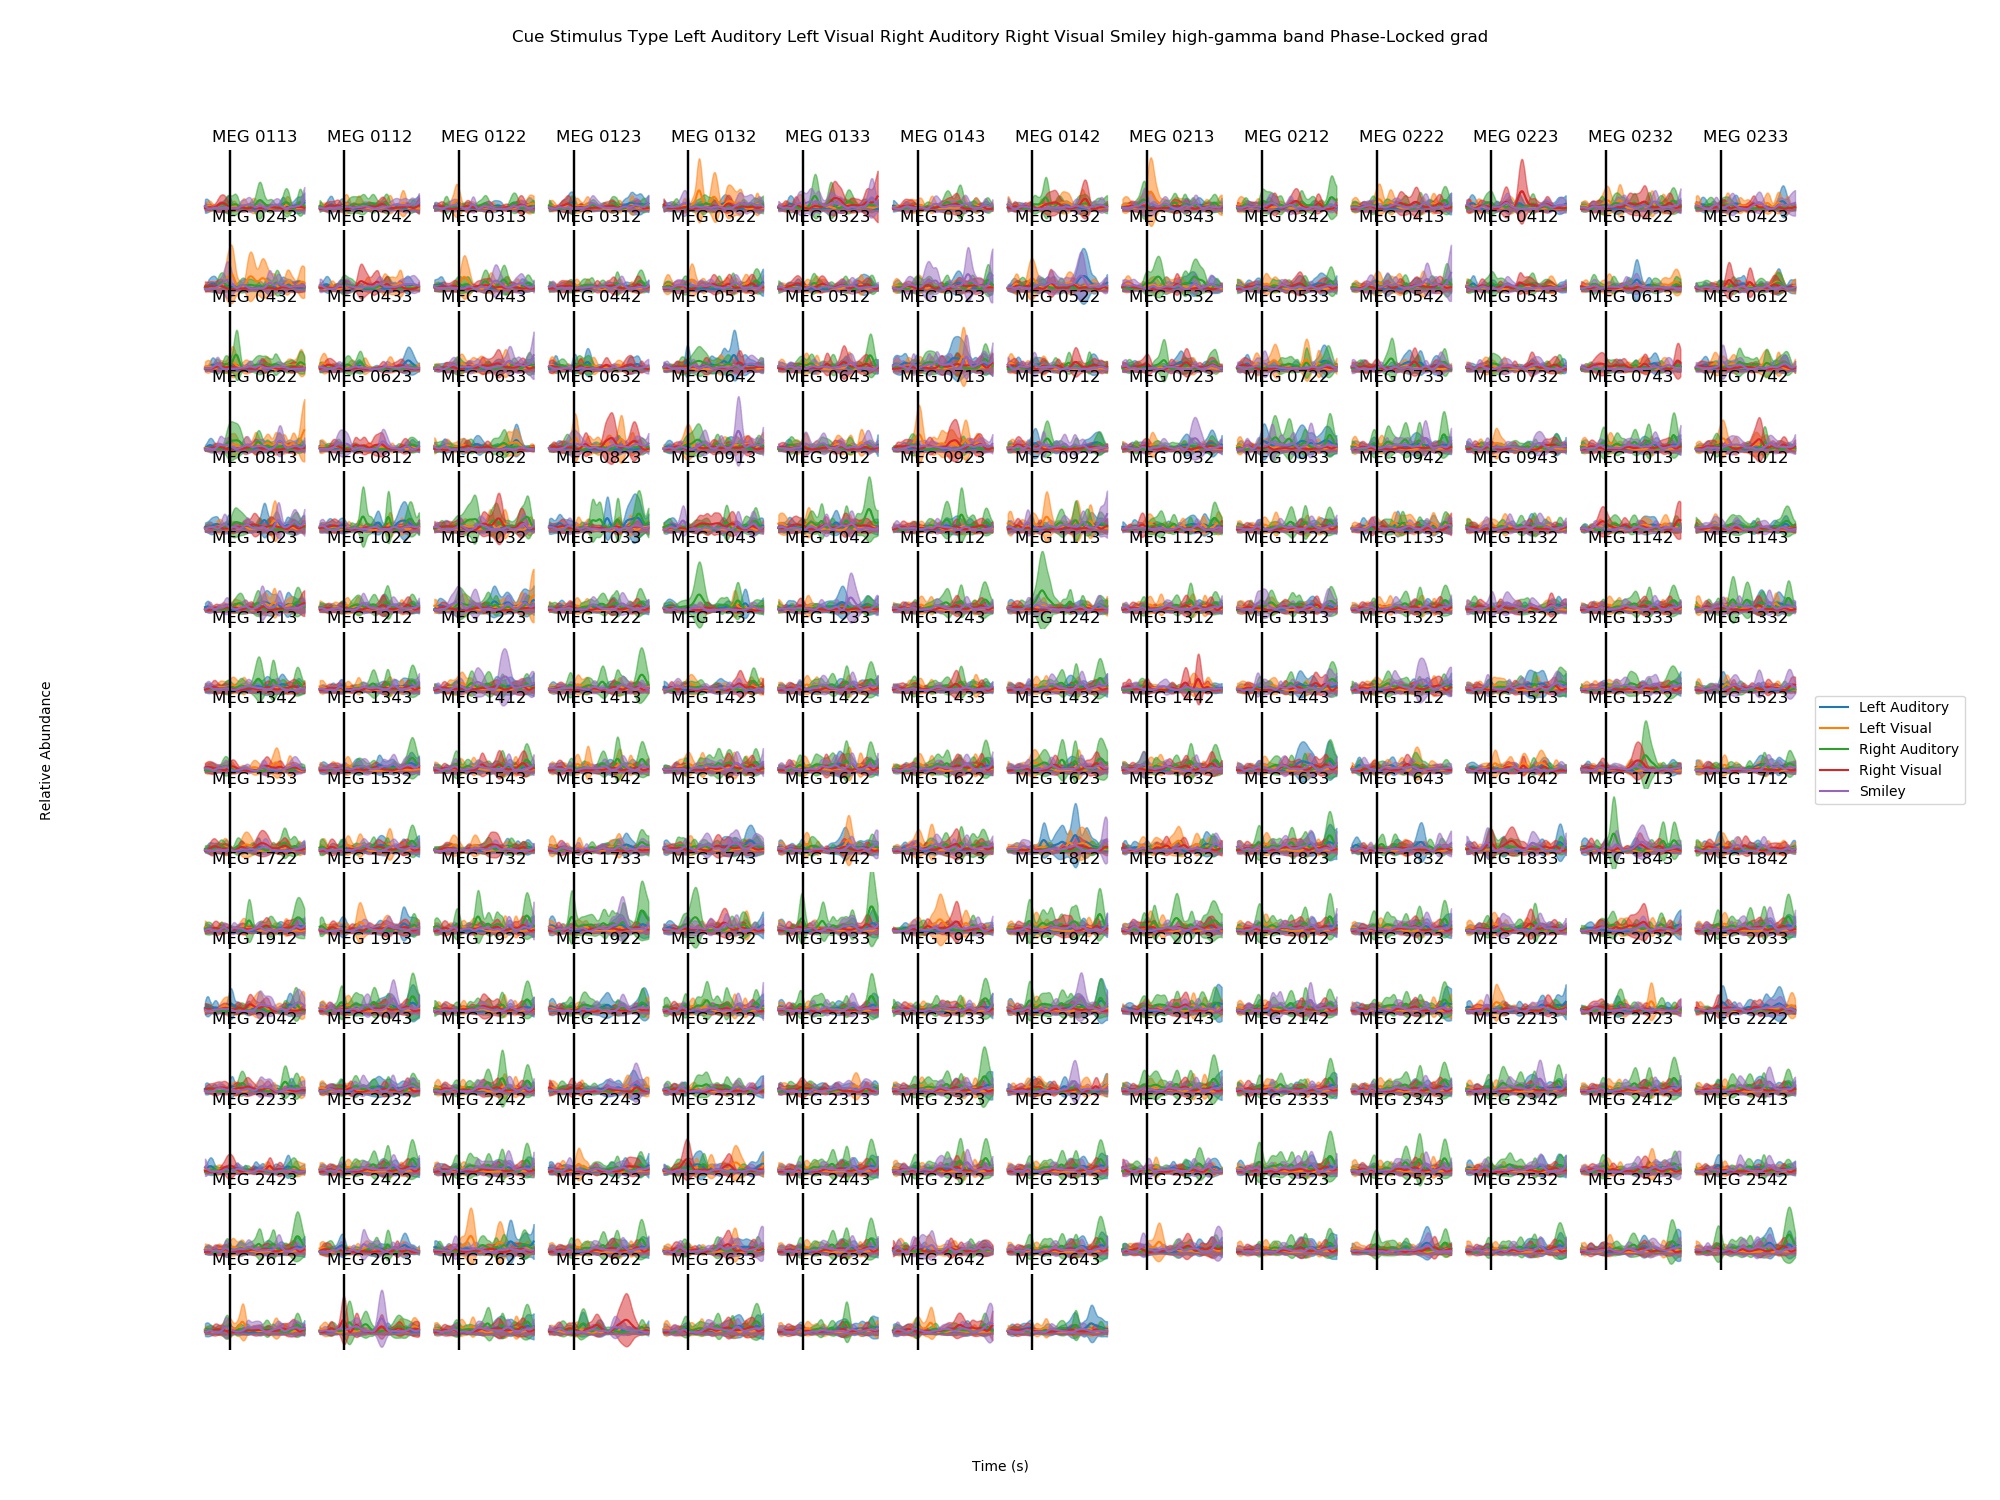 Cue Stimulus Type Left Auditory Left Visual Right Auditory Right Visual Smiley high-gamma band Phase-Locked grad
MEG 0113 MEG 0112 MEG 0122 MEG 0123 MEG 0132 MEG 0133 MEG 0143 MEG 0142 MEG 0213 MEG 0212 MEG 0222 MEG 0223 MEG 0232 MEG 0233
MEG 0243 MEG 0242 MEG 0313 MEG 0312 MEG 0322 MEG 0323 MEG 0333 MEG 0332 MEG 0343 MEG 0342 MEG 0413 MEG 0412 MEG 0422 MEG 0423
MEG 0432 MEG 0433 MEG 0443 MEG 0442 MEG 0513 MEG 0512 MEG 0523 MEG 0522 MEG 0532 MEG 0533 MEG 0542 MEG 0543 MEG 0613 MEG 0612
MEG 0622 MEG 0623 MEG 0633 MEG 0632 MEG 0642 MEG 0643 MEG 0713 MEG 0712 MEG 0723 MEG 0722 MEG 0733 MEG 0732 MEG 0743 MEG 0742
MEG 0813 MEG 0812 MEG 0822 MEG 0823 MEG 0913 MEG 0912 MEG 0923 MEG 0922 MEG 0932 MEG 0933 MEG 0942 MEG 0943 MEG 1013 MEG 1012
MEG 1023 MEG 1022 MEG 1032 MEG 1033 MEG 1043 MEG 1042 MEG 1112 MEG 1113 MEG 1123 MEG 1122 MEG 1133 MEG 1132 MEG 1142 MEG 1143
MEG 1213 MEG 1212 MEG 1223 MEG 1222 MEG 1232 MEG 1233 MEG 1243 MEG 1242 MEG 1312 MEG 1313 MEG 1323 MEG 1322 MEG 1333 MEG 1332
MEG 1342 MEG 1343 MEG 1412 MEG 1413 MEG 1423 MEG 1422 MEG 1433 MEG 1432 MEG 1442 MEG 1443 MEG 1512 MEG 1513 MEG 1522 MEG 1523
MEG 1533 MEG 1532 MEG 1543 MEG 1542 MEG 1613 MEG 1612 MEG 1622 MEG 1623 MEG 1632 MEG 1633 MEG 1643 MEG 1642 MEG 1713 MEG 1712
MEG 1722 MEG 1723 MEG 1732 MEG 1733 MEG 1743 MEG 1742 MEG 1813 MEG 1812 MEG 1822 MEG 1823 MEG 1832 MEG 1833 MEG 1843 MEG 1842
MEG 1912 MEG 1913 MEG 1923 MEG 1922 MEG 1932 MEG 1933 MEG 1943 MEG 1942 MEG 2013 MEG 2012 MEG 2023 MEG 2022 MEG 2032 MEG 2033
MEG 2042 MEG 2043 MEG 2113 MEG 2112 MEG 2122 MEG 2123 MEG 2133 MEG 2132 MEG 2143 MEG 2142 MEG 2212 MEG 2213 MEG 2223 MEG 2222
MEG 2233 MEG 2232 MEG 2242 MEG 2243 MEG 2312 MEG 2313 MEG 2323 MEG 2322 MEG 2332 MEG 2333 MEG 2343 MEG 2342 MEG 2412 MEG 2413
MEG 2423 MEG 2422 MEG 2433 MEG 2432 MEG 2442 MEG 2443 MEG 2512 MEG 2513 MEG 2522 MEG 2523 MEG 2533 MEG 2532 MEG 2543 MEG 2542
MEG 2612 MEG 2613 MEG 2623 MEG 2622 MEG 2633 MEG 2632 MEG 2642 MEG 2643
Relative Abundance
Left Auditory
Left Visual
Right Auditory
Right Visual
Smiley
Time (s)